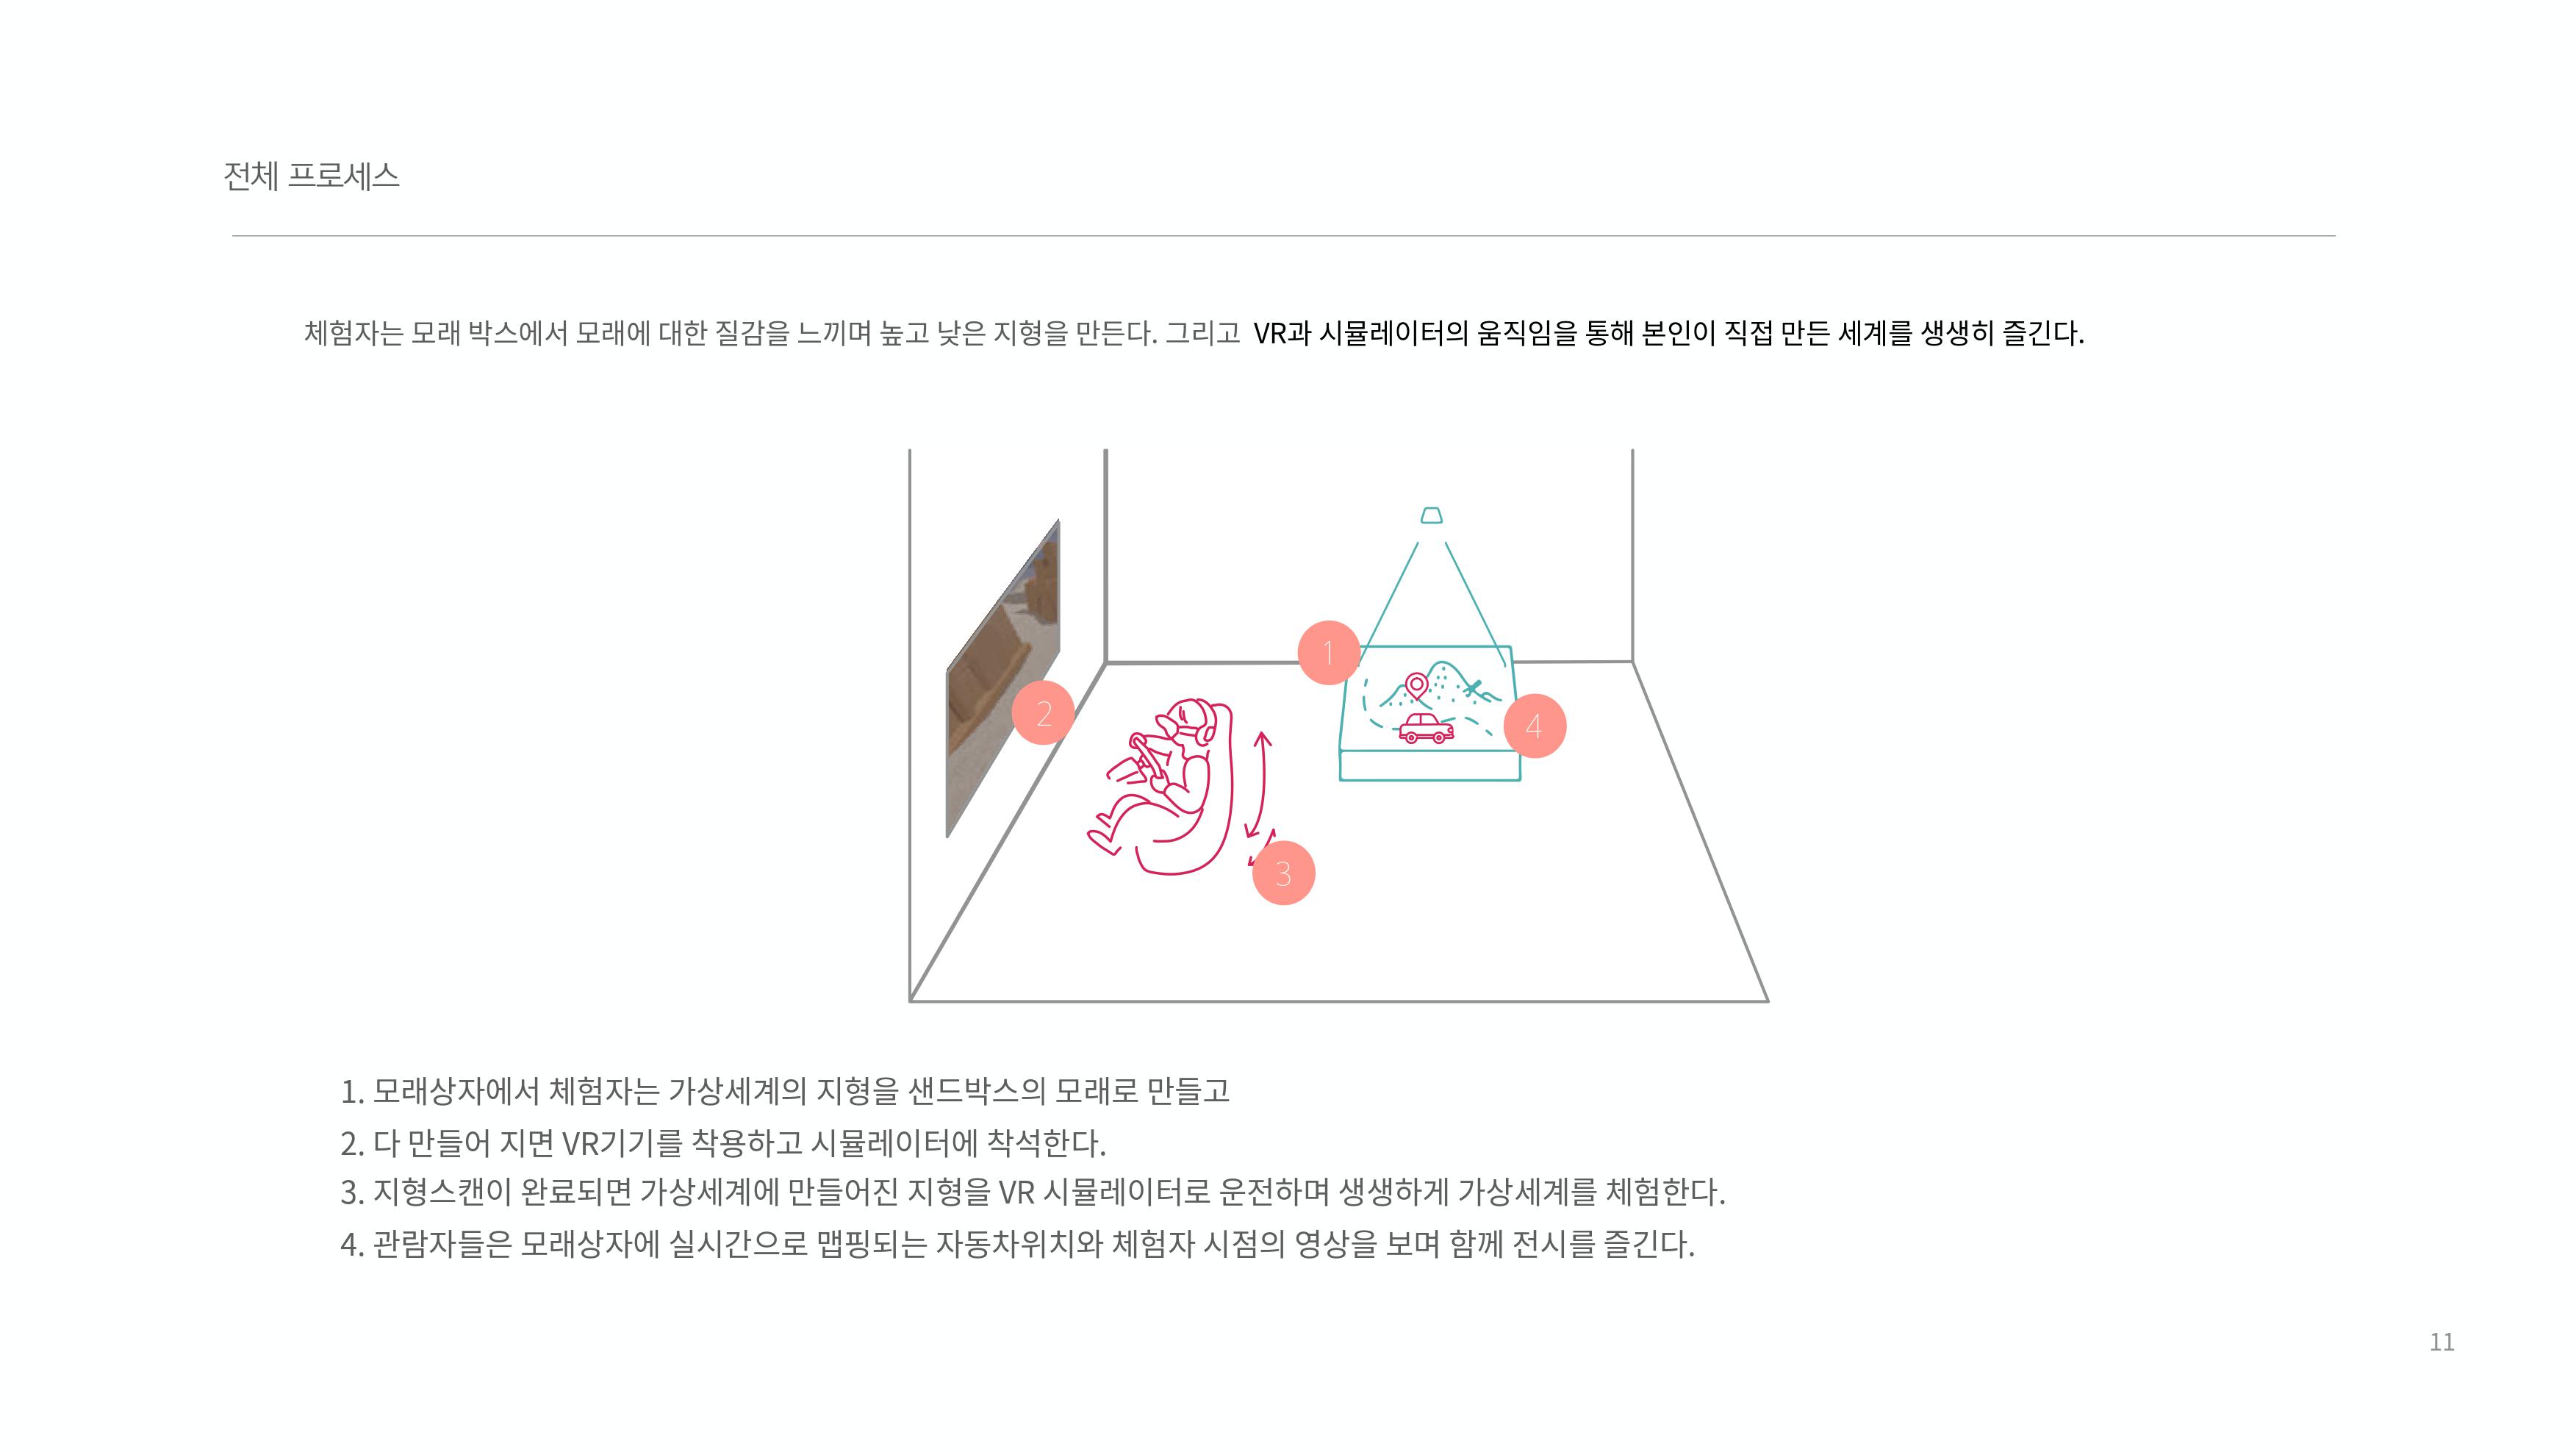 전체 프로세스
체험자는 모래 박스에서 모래에 대한 질감을 느끼며 높고 낮은 지형을 만든다. 그리고 VR과 시뮬레이터의 움직임을 통해 본인이 직접 만든 세계를 생생히 즐긴다.
1
2
4
3
1. 모래상자에서 체험자는 가상세계의 지형을 샌드박스의 모래로 만들고
2. 다 만들어 지면 VR기기를 착용하고 시뮬레이터에 착석한다.
3. 지형스캔이 완료되면 가상세계에 만들어진 지형을 VR 시뮬레이터로 운전하며 생생하게 가상세계를 체험한다.
4. 관람자들은 모래상자에 실시간으로 맵핑되는 자동차위치와 체험자 시점의 영상을 보며 함께 전시를 즐긴다.
11